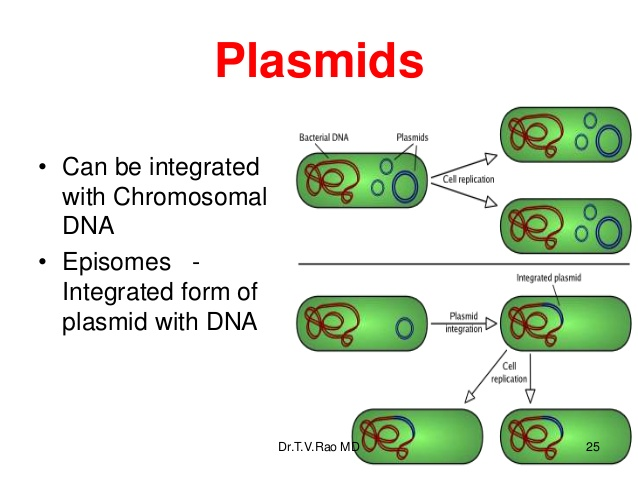 Plasmids
• Can be integrated
with Chromosomal
DNA
• Episomes -
Integrated form of
plasmid with DNA
Bacterial DNA
Plasmids
Cell replication
Integrated plasmid
Plasmid
integration
Cell
replication
Dr.T.V.Rao MD
25